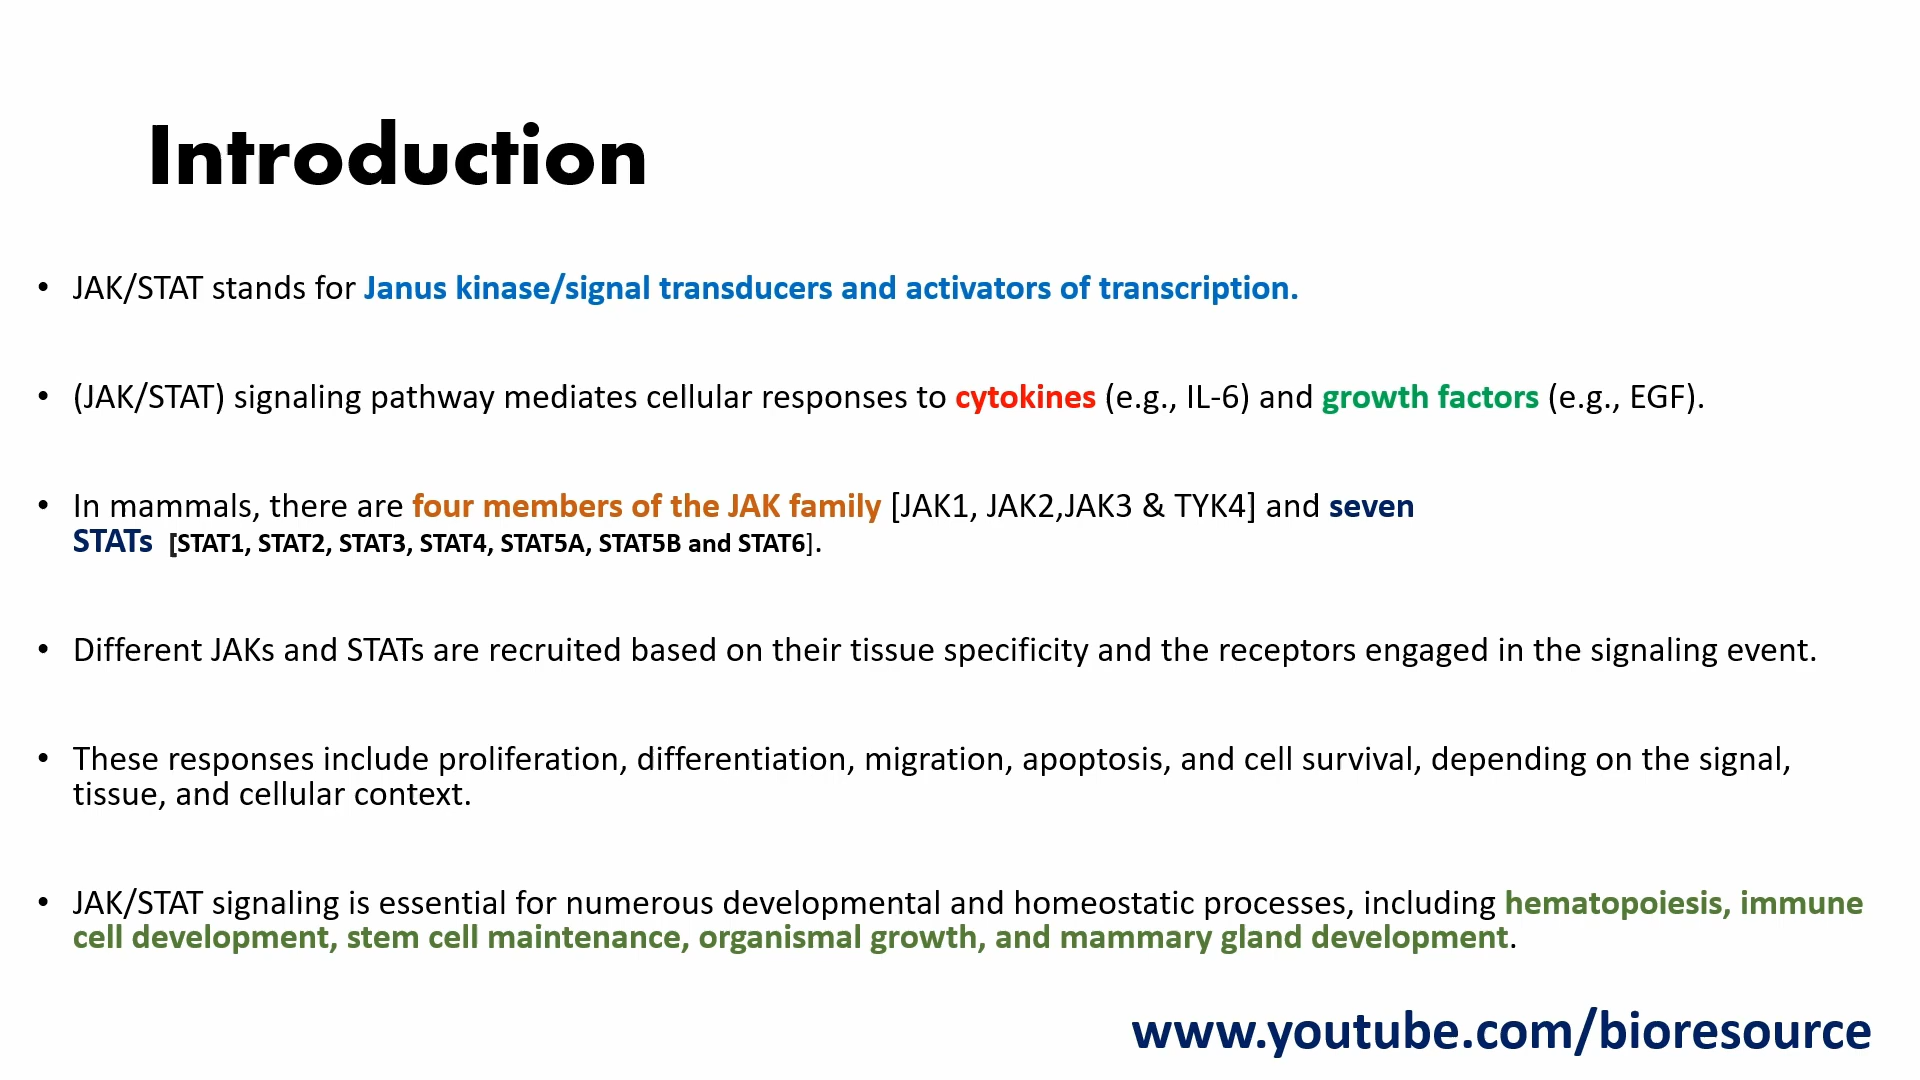 Introduction
• JAK/STAT stands for Janus kinase/signal transducers and activators of transcription.
• (JAK/STAT) signaling pathway mediates cellular responses to cytokines (e.g., IL-6) and growth factors (e.g., EGF).
• In mammals, there are four members of the JAK family [JAK1, JAK2,JAK3 & TYK4] and seven
STATs [STAT1, STAT2, STAT3, STAT4, STAT5A, STAT5B and STAT6].
• Different JAKs and STATs are recruited based on their tissue specificity and the receptors engaged in the signaling event.
• These responses include proliferation, differentiation, migration, apoptosis, and cell survival, depending on the signal,
tissue, and cellular context.
• JAK/STAT signaling is essential for numerous developmental and homeostatic processes, including hematopoiesis, immune
cell development, stem cell maintenance, organismal growth, and mammary gland development.
www.youtube.com/bioresource